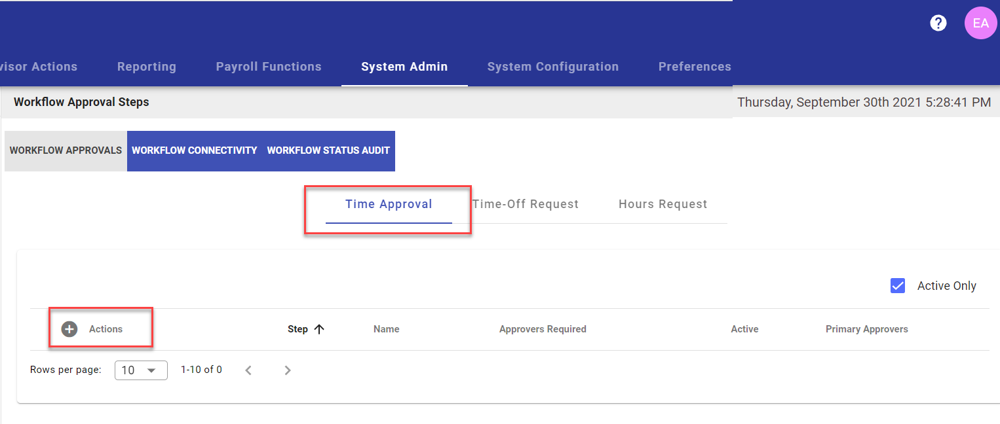 ? EA
visor Actions Reporting Payroll Functions System Admin System Configuration Preferences
Workflow Approval Steps Thursday, September 30th 2021 5:28:41 PM
WORKFLOW APPROVALS WORKFLOW CONNECTIVITY WORKFLOW STATUS AUDIT
Time Approval Time-Off Request Hours Request
Active Only
Actions Step Name Approvers Required Active Primary Approvers
Rows per page: 10 1-10 of 0